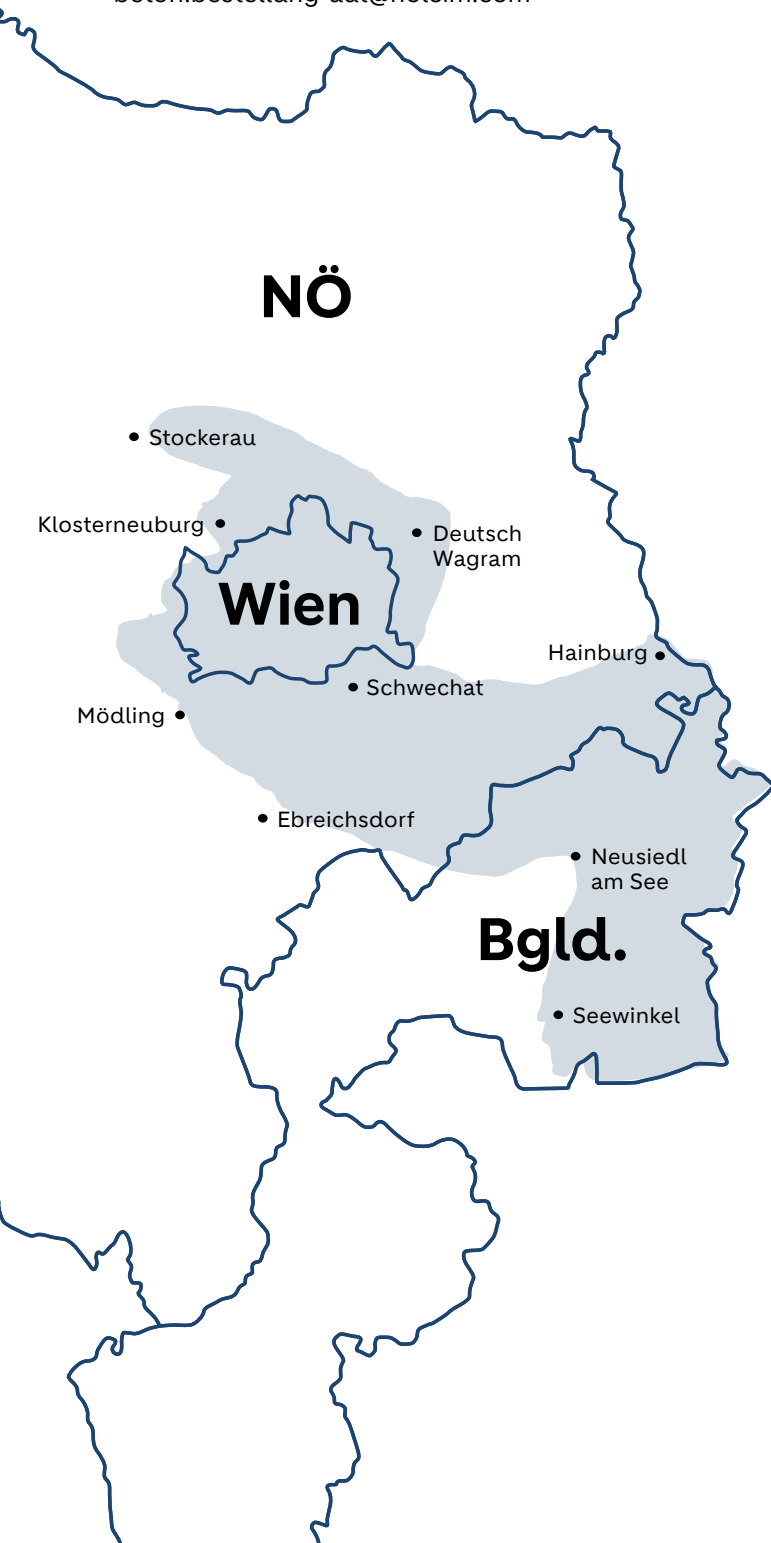 NÖ
Stockerau
Klosterneuburg
Deutsch
Wagram
Wien
Hainburg
Schwechat
Mödling
Ebreichsdorf
Neusiedl
am See
Bgld.
Seewinkel